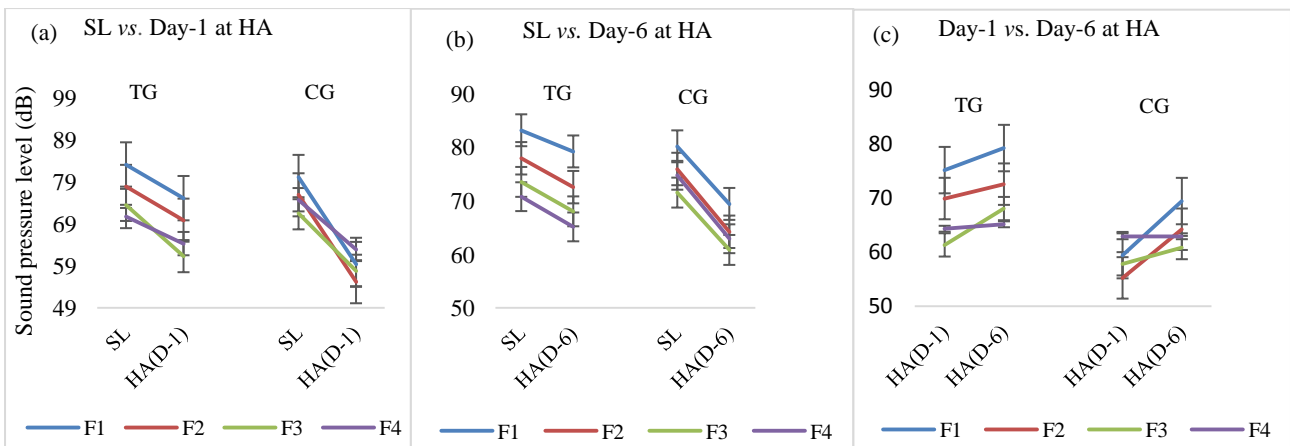 (a) SL vs. Day-1 at HA
Sound pressure level (dB)
99
89
79
69
59
49
TG
CG
SL
HA(D-1)
SL
HA(D-1)
F1 F2 F3 F4
(b) SL vs. Day-6 at HA
90
80
70
60
50
TG
CG
SL
HA(D-6)
SL
HA(D-6)
F1 F2 F3 F4
(c) Day-1 vs. Day-6 at HA
90
80
70
60
50
TG
CG
HA(D-1)
HA(D-6)
HA(D-1)
HA(D-6)
F1 F2 F3 F4